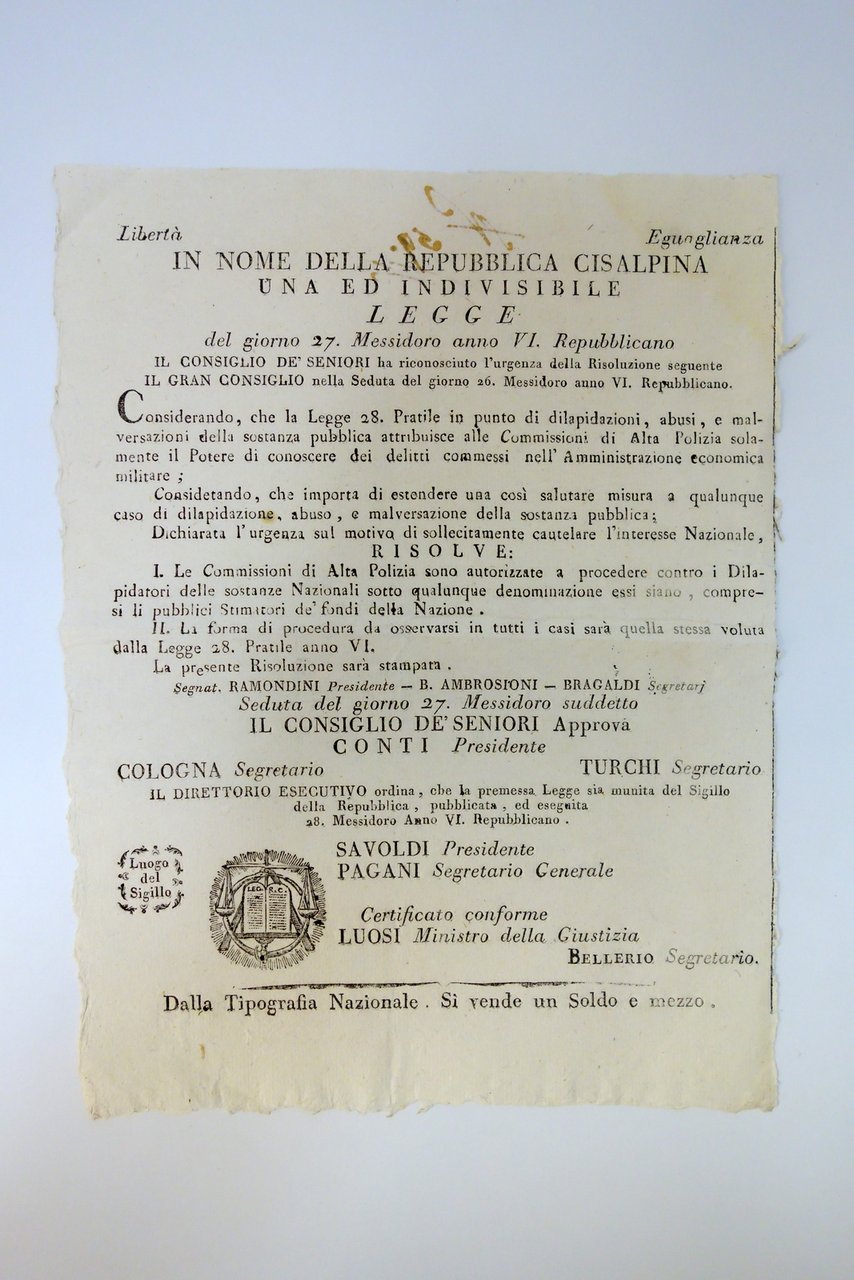 Libertà Eguaglianza
IN NOME DELLA REPUBBLICA CISALPINA
UNA ED INDIVISIBILE
LEGGE
del giorno 27. Messidoro anno VI. Repubblicano
IL CONSIGLIO DE' SENIORI ha riconosciuto l'urgenza della Risoluzione seguente
IL GRAN CONSIGLIO nella Seduta del giorno 26. Messidoro anno VI. Repubblicano.
Considerando, che la Legge 28. Pratile in punto di dilapidazioni, abusi, e mal-
versazioni della sostanza pubblica attribuisce alle Commissioni di Alta Polizia sola-
mente il Potere di conoscere dei delitti commessi nell' Amministrazione economica
militare ;
Considetando, che importa di estendere una così salutare misura a qualunque
caso di dilapidazione, abuso, e malversazione della sostanza pubblica;
Dichiarata l'urgenza sul motivo di sollecitamente cautelare l'interesse Nazionale,
RISOLVE:
I. Le Commissioni di Alta Polizia sono autorizzate a procedere contro i Dila-
pidatori delle sostanze Nazionali sotto qualunque denominazione essi siano, compre-
si li pubblici Stimatori de' fondi della Nazione.
II. La forma di procedura da osservarsi in tutti i casi sarà quella stessa voluta
dalla Legge 28. Pratile anno VI.
La presente Risoluzione sarà stampata.
Segnat. RAMONDINI Presidente — B. AMBROSIONI — BRAGALDI Segretarj
Seduta del giorno 27. Messidoro suddetto
IL CONSIGLIO DE' SENIORI Approva
CONTI Presidente
COLOGNA Segretario TURCHI Segretario
IL DIRETTORIO ESECUTIVO ordina, che la premessa Legge sia munita del Sigillo
della Repubblica, pubblicata, ed eseguita
28. Messidoro Anno VI. Repubblicano.
Luogo
del
Sigillo
LEG. R.C.
SAVOLDI Presidente
PAGANI Segretario Generale
Certificato conforme
LUOSI Ministro della Giustizia
BELLERIO Segretario.
Dalla Tipografia Nazionale. Si vende un Soldo e mezzo.